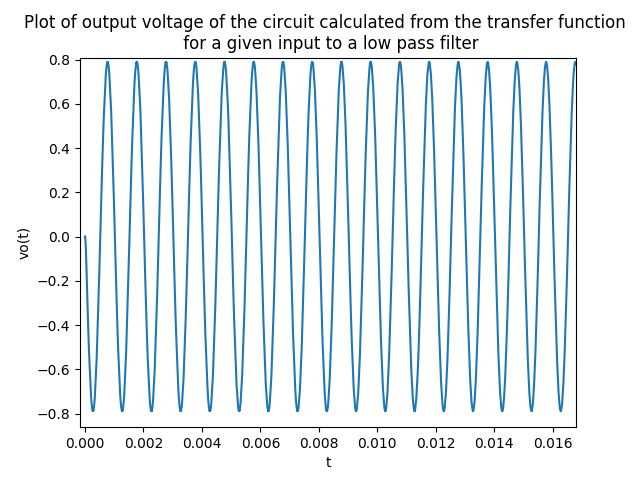 Plot of output voltage of the circuit calculated from the transfer function
for a given input to a low pass filter
0.8
0.6
0.4
0.2
0.0
−0.2
−0.4
−0.6
−0.8
vo(t)
0.000 0.002 0.004 0.006 0.008 0.010 0.012 0.014 0.016
t